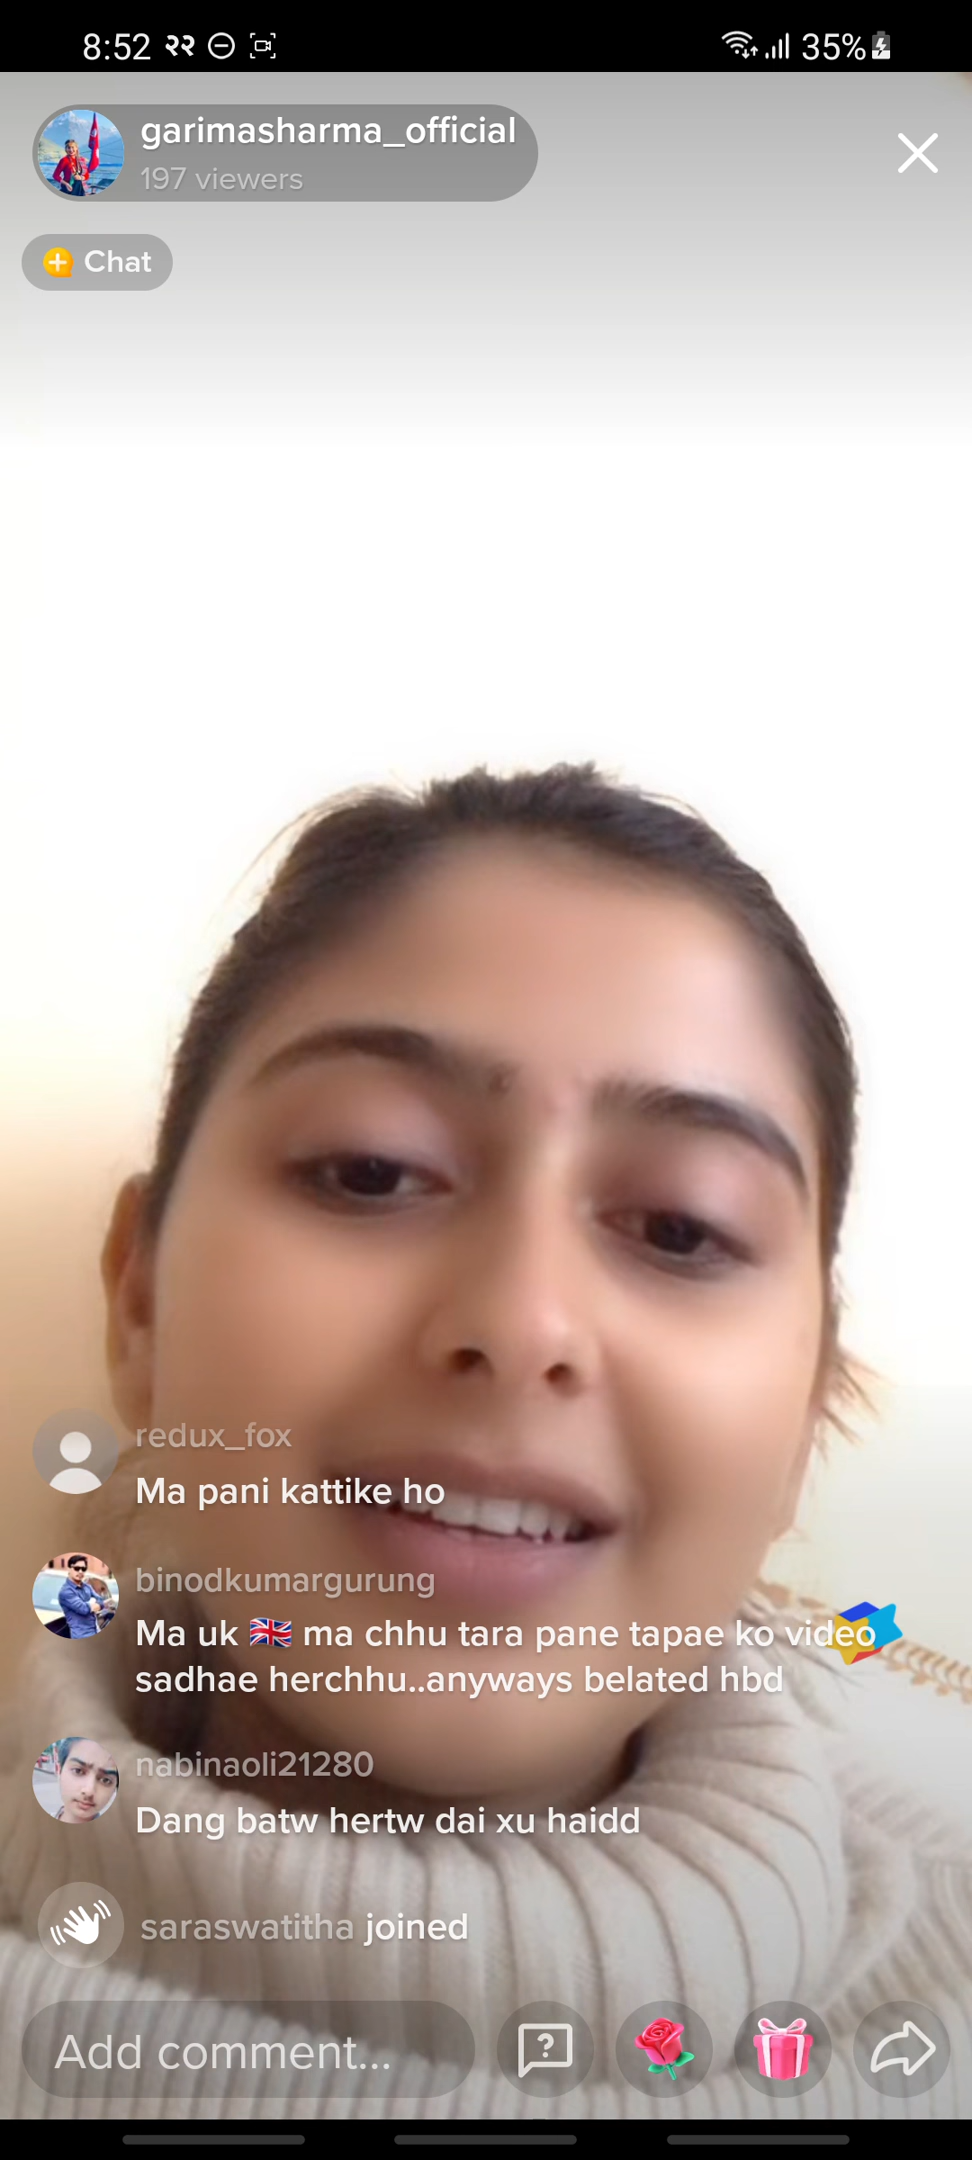 8:52 २२ 35%
garimasharma_official
197 viewers
Chat
redux_fox
Ma pani kattike ho
binodkumargurung
Ma uk 🇬🇧 ma chhu tara pane tapae ko video
sadhae herchhu..anyways belated hbd
nabinaoli21280
Dang batw hertw dai xu haidd
saraswatitha joined
Add comment...